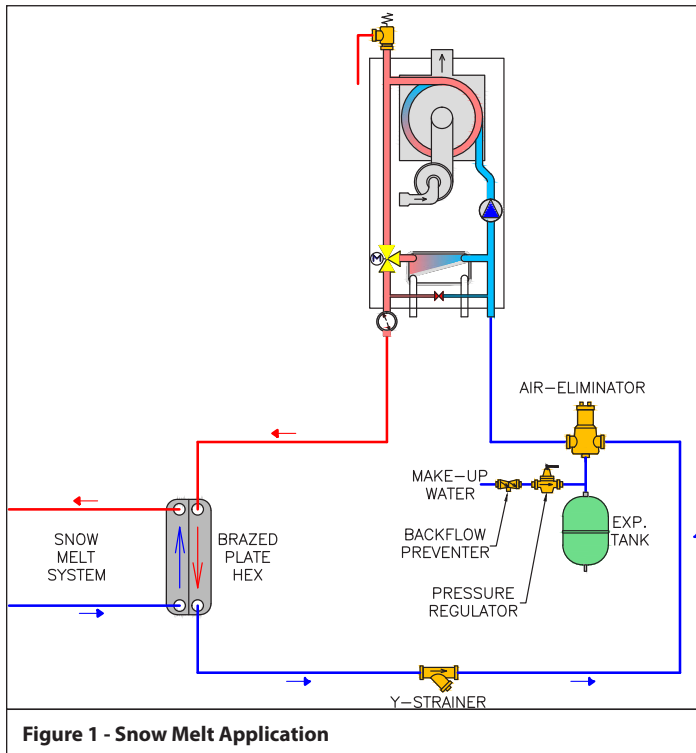 M
AIR-ELIMINATOR
MAKE-UP
WATER
BACKFLOW
PREVENTER
EXP.
TANK
PRESSURE
REGULATOR
SNOW
MELT
SYSTEM
BRAZED
PLATE
HEX
Y-STRAINER
Figure 1 - Snow Melt Application